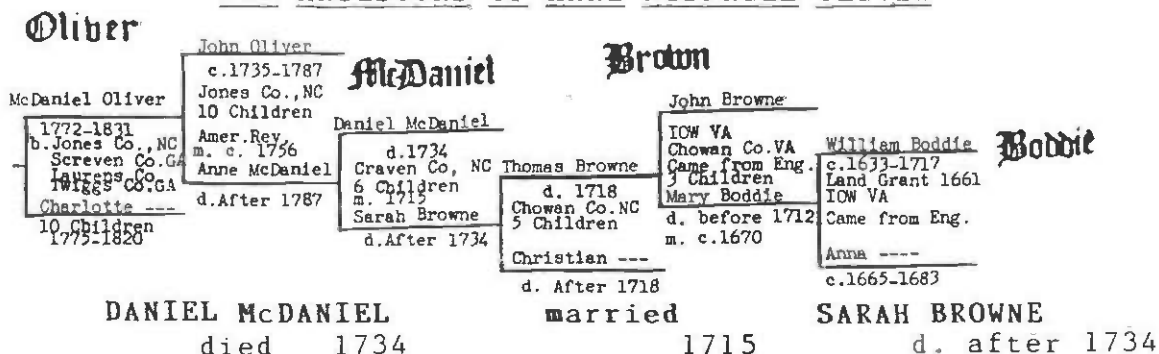 Oliver
McDaniel Oliver
1772-1831
b.Jones Co.,NC
Screven Co.GA
Laurens Co.
Twiggs Co.GA
Charlotte ---
10 Children
1775-1820
John Oliver
c.1735-1787
Jones Co.,NC
10 Children
Amer.Rev.
m. c. 1756
Anne McDaniel
d.After 1787
McDaniel
Daniel McDaniel
d.1734
Craven Co, NC
6 Children
m. 1715
Sarah Browne
d.After 1734
Thomas Browne
d. 1718
Chowan Co.NC
5 Children
Christian ---
d. After 1718
Brown
John Browne
IOW VA
Chowan Co.VA
Came from Eng.
3 Children
Mary Boddie
d. before 1712
m. c.1670
Boddie
William Boddie
c.1633-1717
Land Grant 1661
IOW VA
Came from Eng.
Anna ----
c.1665-1683
DANIEL McDANIEL married SARAH BROWNE
died 1734 1715 d. after 1734